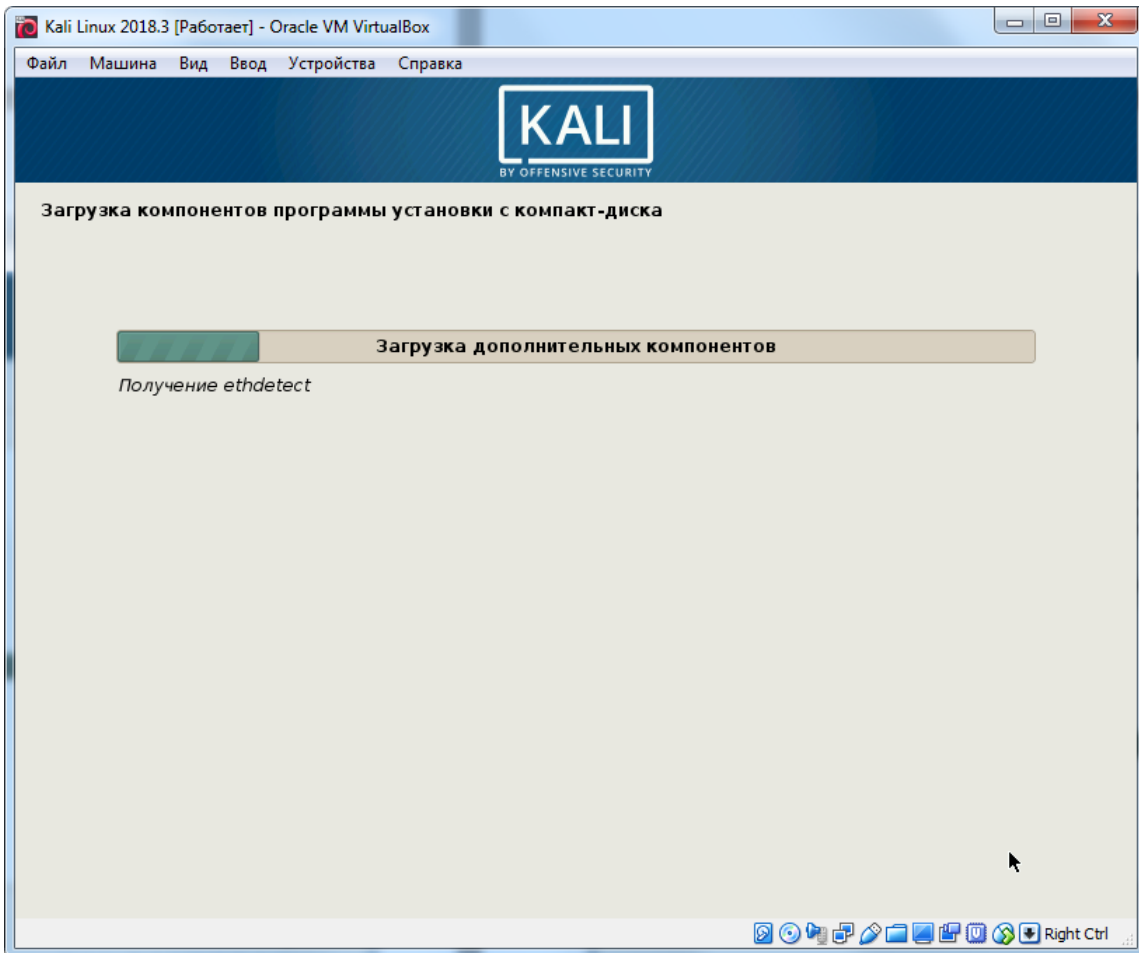 Kali Linux 2018.3 [Работает] - Oracle VM VirtualBox
Файл Машина Вид Ввод Устройства Справка
KALI
BY OFFENSIVE SECURITY
Загрузка компонентов программы установки с компакт-диска
Загрузка дополнительных компонентов
Получение ethdetect
Right Ctrl